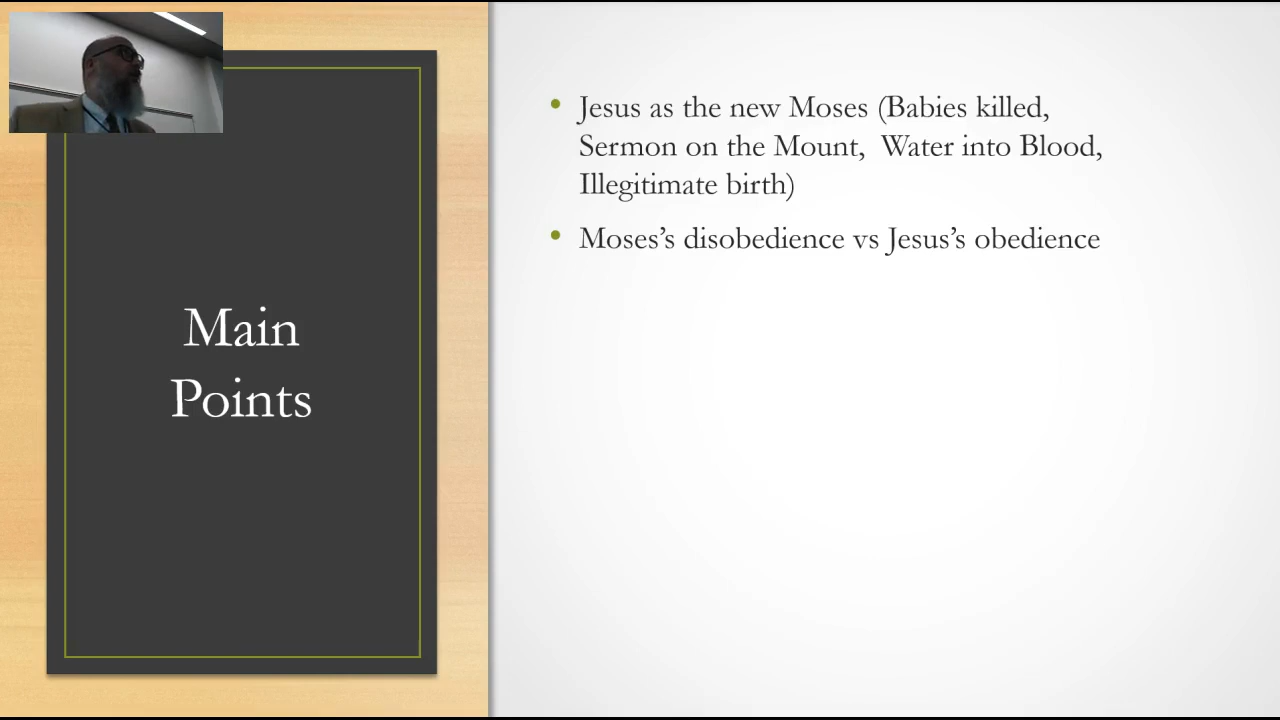 Main
Points
• Jesus as the new Moses (Babies killed,
Sermon on the Mount,  Water into Blood,
Illegitimate birth)
• Moses’s disobedience vs Jesus’s obedience